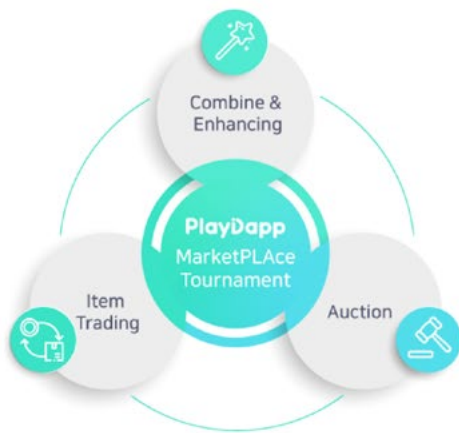 Combine &
Enhancing
PlayDapp
MarketPLAce
Tournament
Item
Trading
Auction